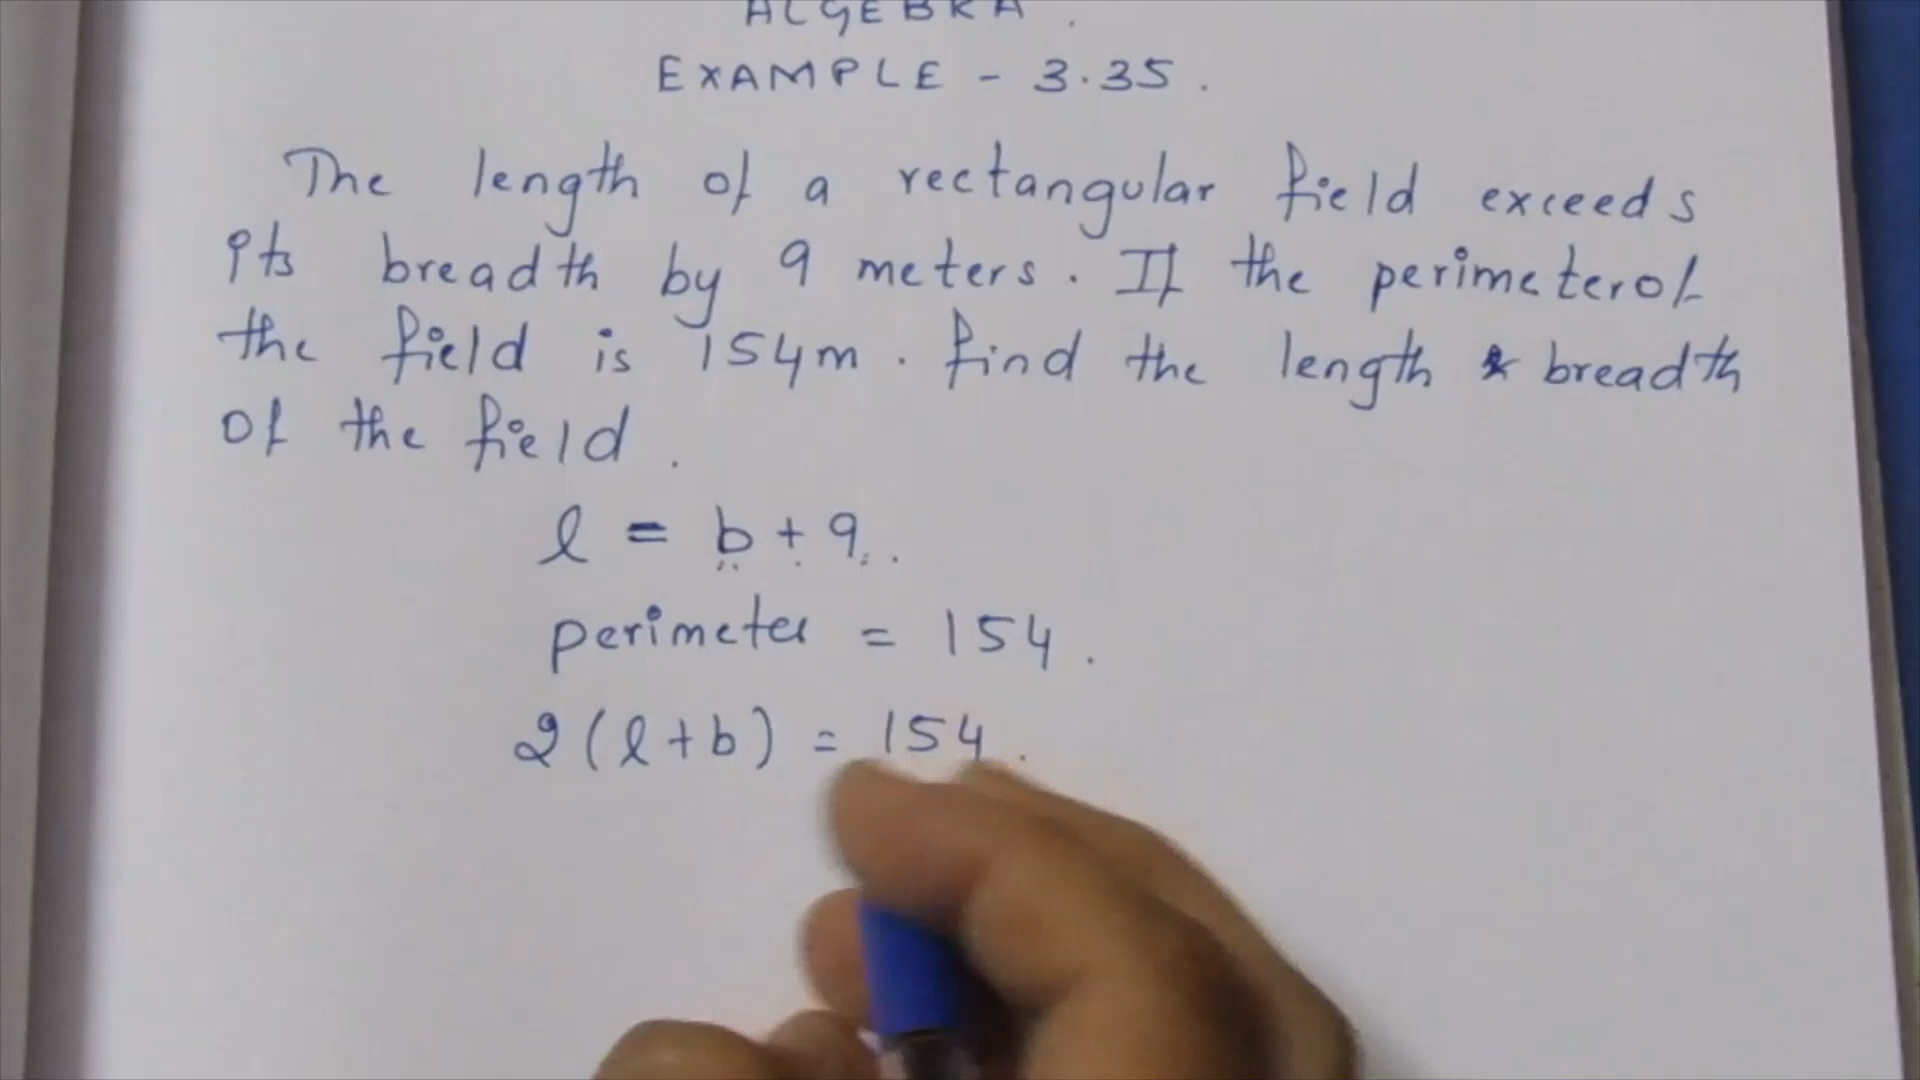 ALGEBRA.
EXAMPLE - 3.35.
The length of a rectangular field exceeds
its breadth by 9 meters. If the perimeter of
the field is 154m. find the length & breadth
of the field.
l = b + 9.
perimeter = 154.
2(l+b) = 154.